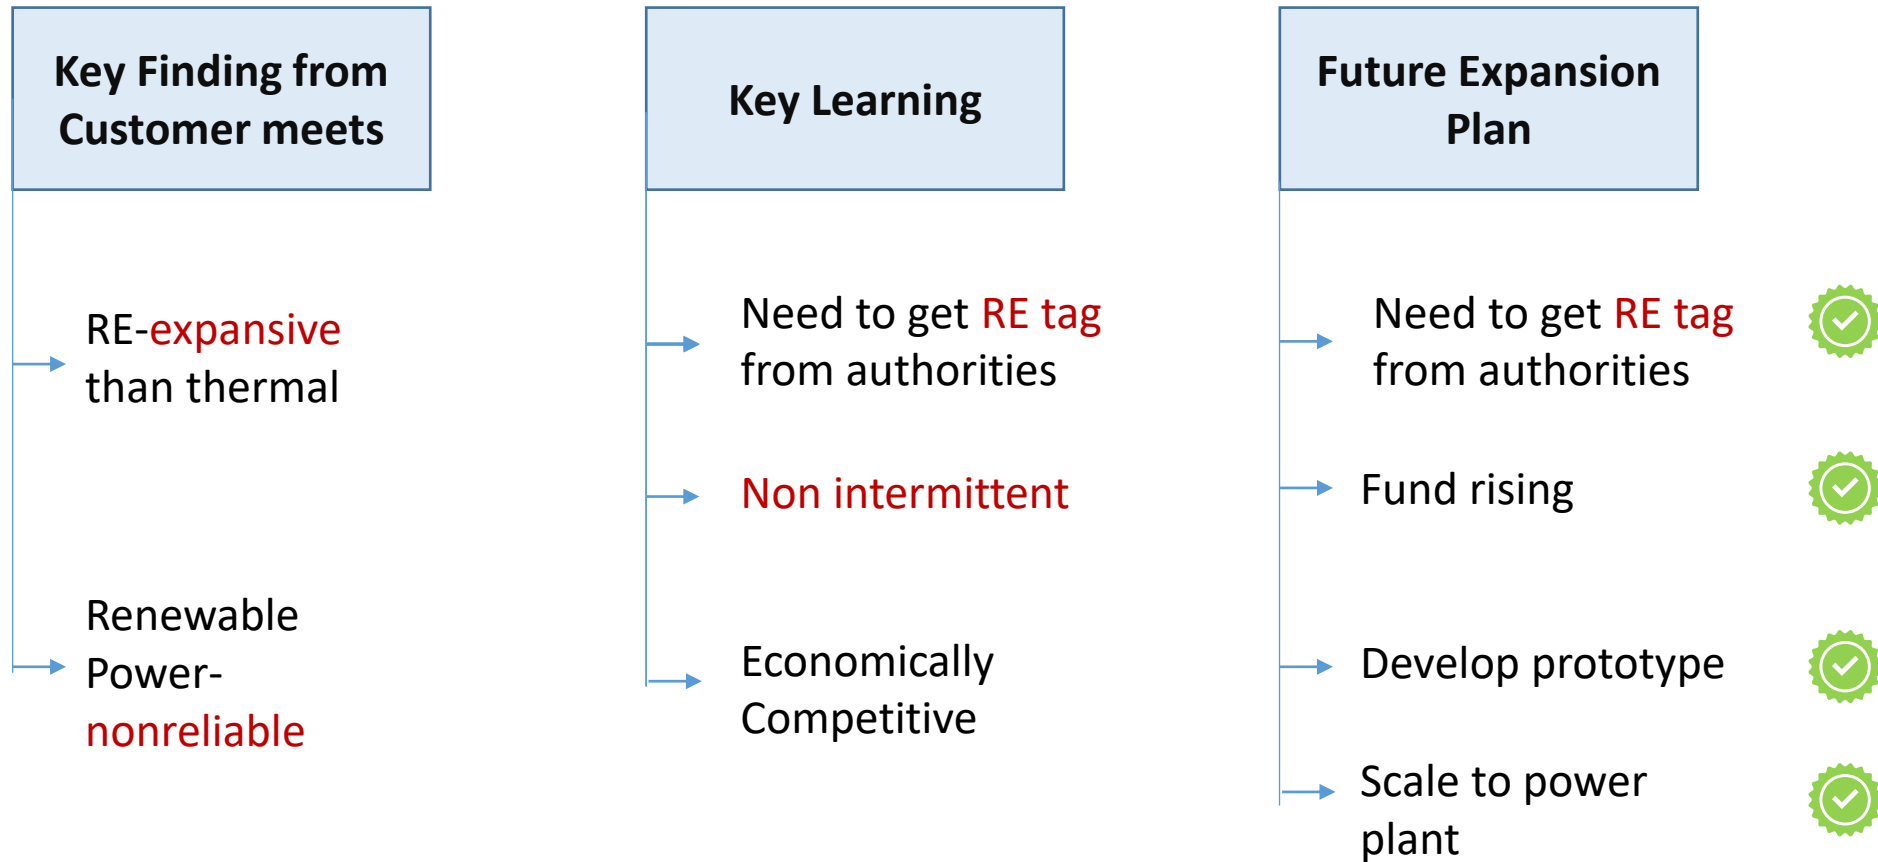 Key Finding from
Customer meets
RE-expansive
than thermal
Renewable
Power-
nonreliable
Key Learning
Need to get RE tag
from authorities
Non intermittent
Economically
Competitive
Future Expansion
Plan
Need to get RE tag
from authorities
Fund rising
Develop prototype
Scale to power
plant